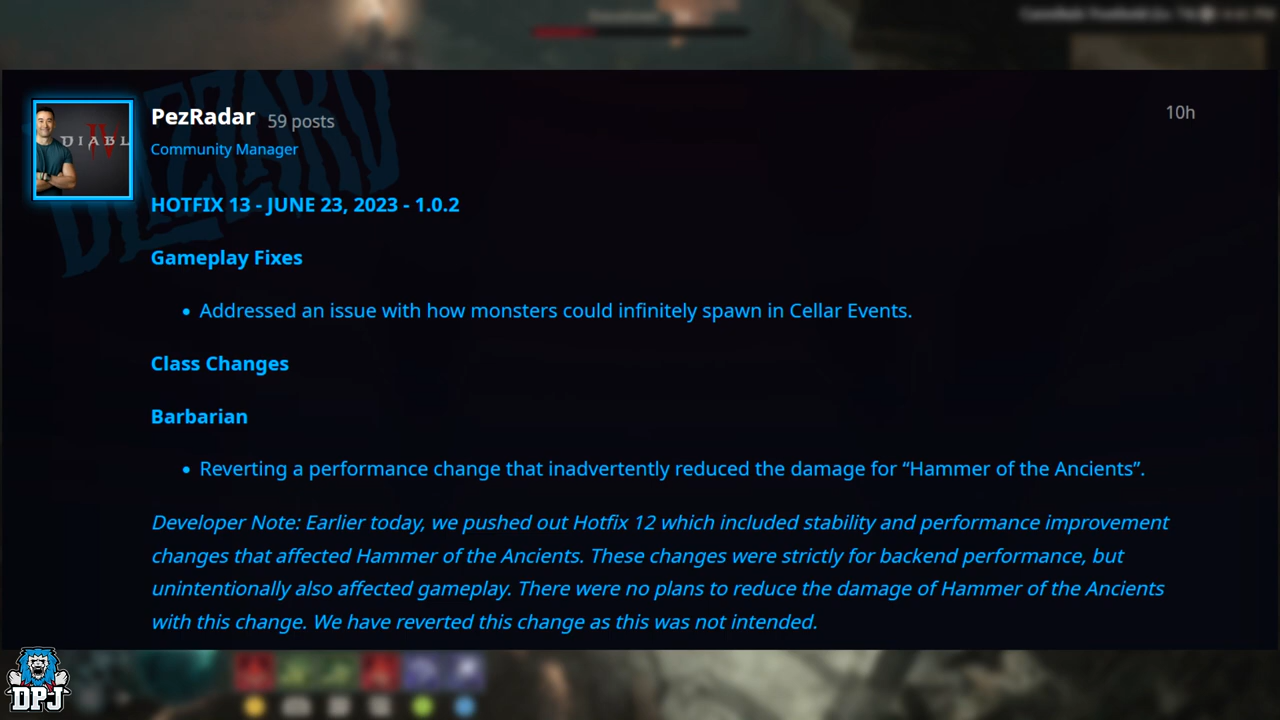 PezRadar 59 posts 10h
Community Manager
HOTFIX 13 - JUNE 23, 2023 - 1.0.2
Gameplay Fixes
• Addressed an issue with how monsters could infinitely spawn in Cellar Events.
Class Changes
Barbarian
• Reverting a performance change that inadvertently reduced the damage for “Hammer of the Ancients”.
Developer Note: Earlier today, we pushed out Hotfix 12 which included stability and performance improvement
changes that affected Hammer of the Ancients. These changes were strictly for backend performance, but
unintentionally also affected gameplay. There were no plans to reduce the damage of Hammer of the Ancients
with this change. We have reverted this change as this was not intended.
DIABL
IV
BLIZZARD
DPJ